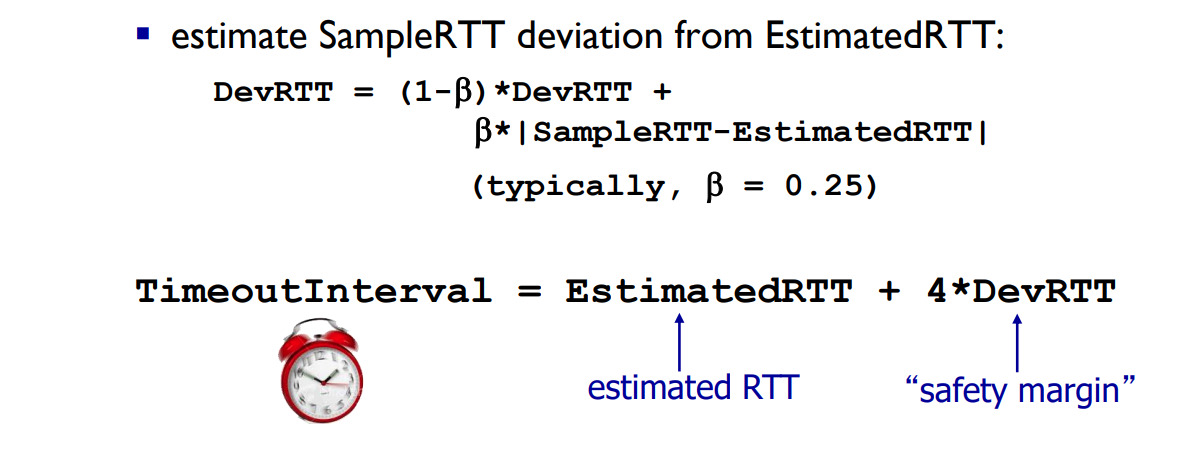 estimate SampleRTT deviation from EstimatedRTT:
DevRTT = (1-β)*DevRTT +
β*|SampleRTT-EstimatedRTT|
(typically, β = 0.25)
TimeoutInterval = EstimatedRTT + 4*DevRTT
estimated RTT
“safety margin”